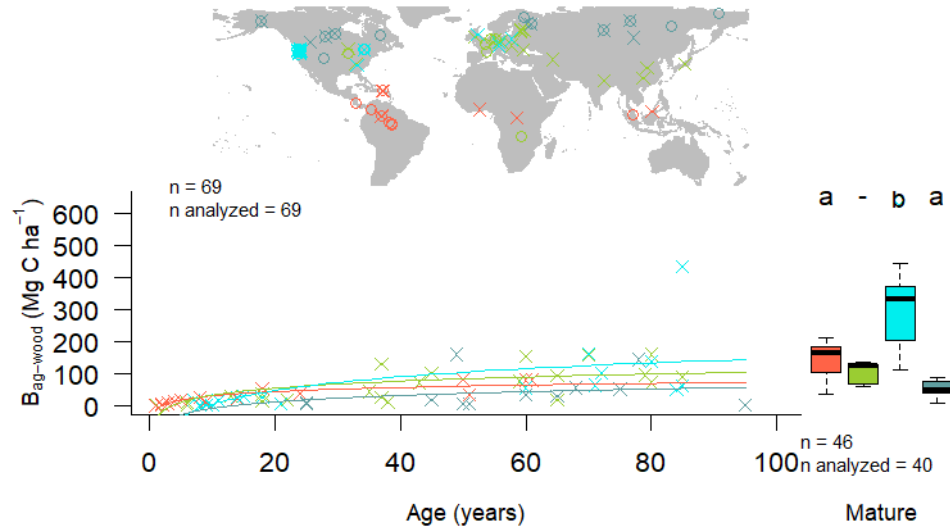 n = 69
n analyzed = 69
a - b a
600
500
400
300
200
100
0
B ag−wood (Mg C ha−1)
0 20 40 60 80 100
n = 46
n analyzed = 40
Age (years)
Mature